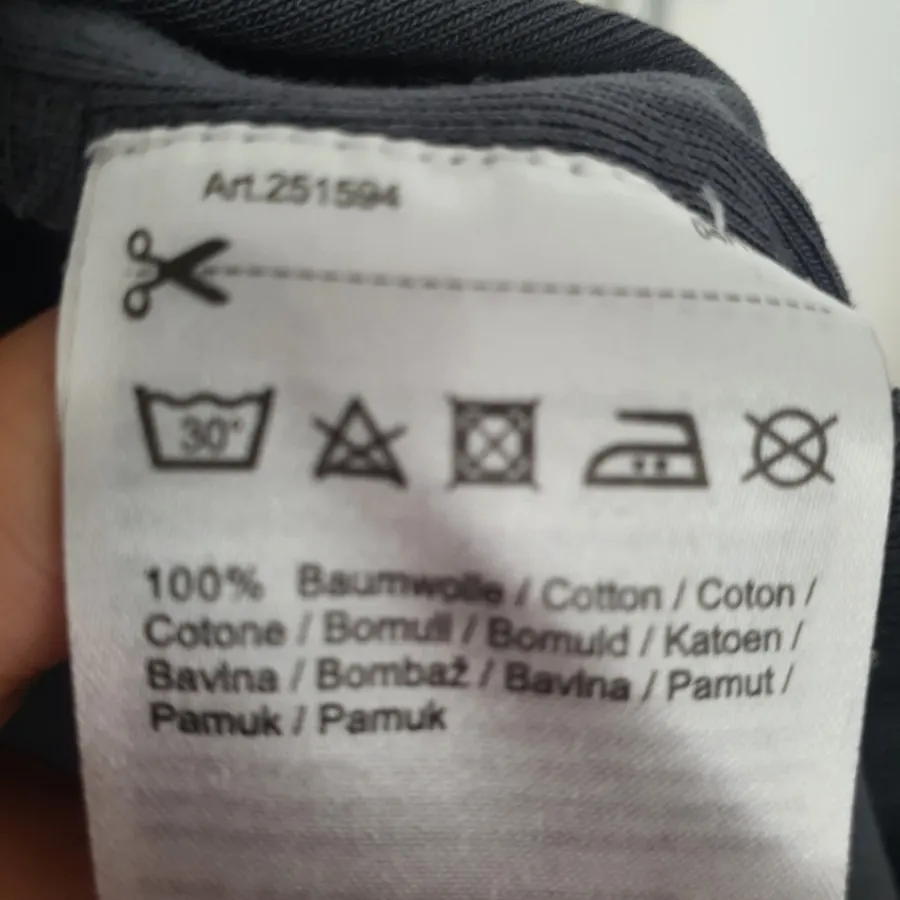 Art.251594
30°
100% Baumwolle / Cotton / Coton /
Cotone / Bomull / Bomuld / Katoen /
Bavlna / Bombaž / Bavlna / Pamut /
Pamuk / Pamuk